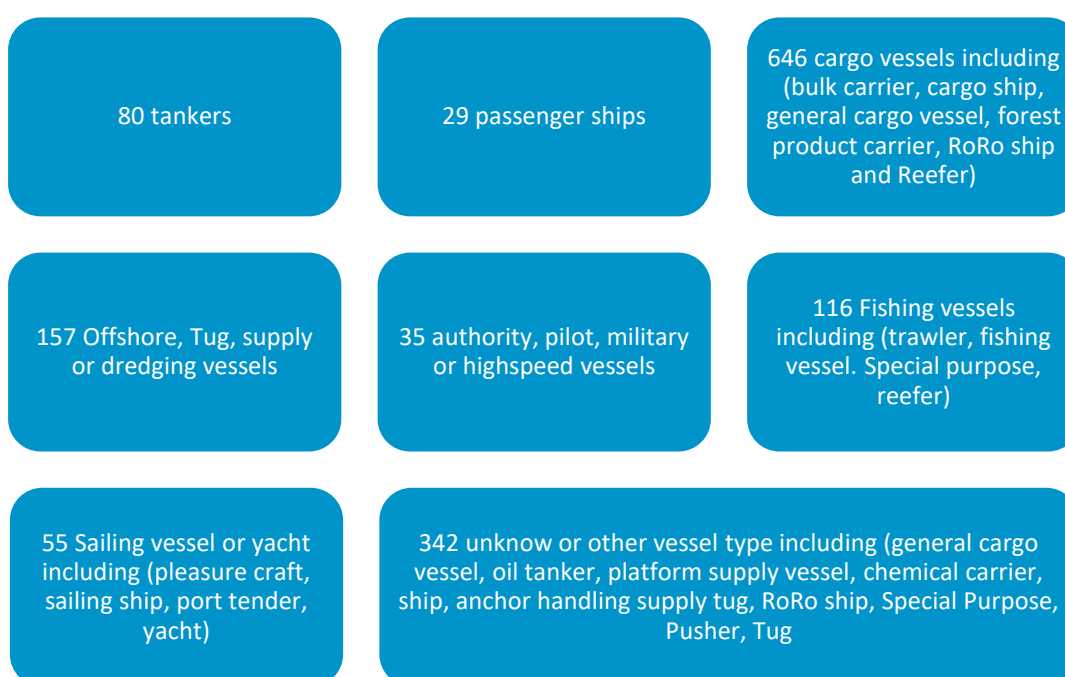 80 tankers
29 passenger ships
646 cargo vessels including
(bulk carrier, cargo ship,
general cargo vessel, forest
product carrier, RoRo ship
and Reefer)
157 Offshore, Tug, supply
or dredging vessels
35 authority, pilot, military
or highspeed vessels
116 Fishing vessels
including (trawler, fishing
vessel. Special purpose,
reefer)
55 Sailing vessel or yacht
including (pleasure craft,
sailing ship, port tender,
yacht)
342 unknow or other vessel type including (general cargo
vessel, oil tanker, platform supply vessel, chemical carrier,
ship, anchor handling supply tug, RoRo ship, Special Purpose,
Pusher, Tug